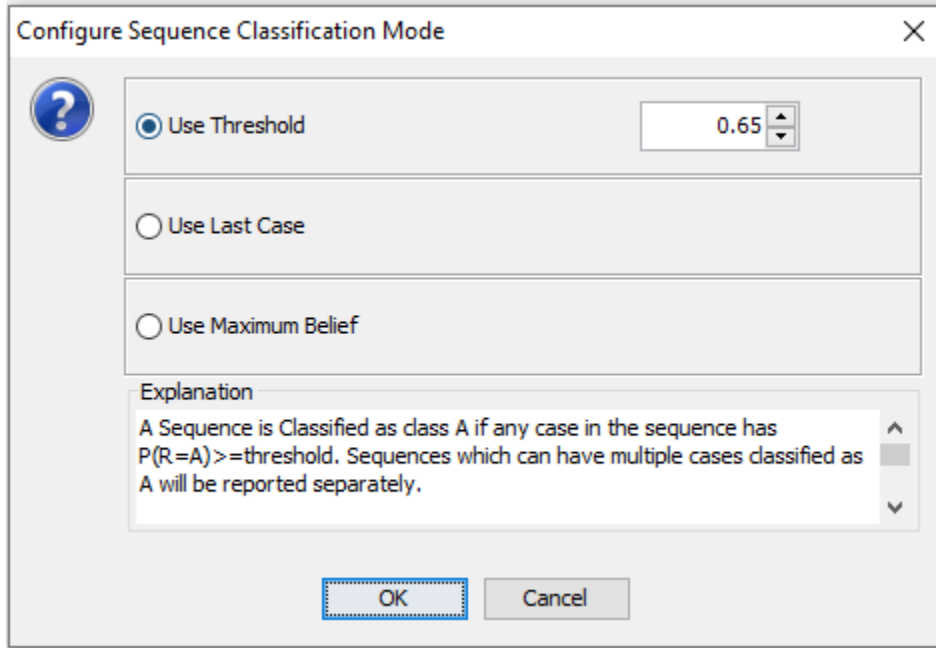 Configure Sequence Classification Mode
Use Threshold 0.65
Use Last Case
Use Maximum Belief
Explanation
A Sequence is Classified as class A if any case in the sequence has
P(R=A)>=threshold. Sequences which can have multiple cases classified as
A will be reported separately.
OK Cancel